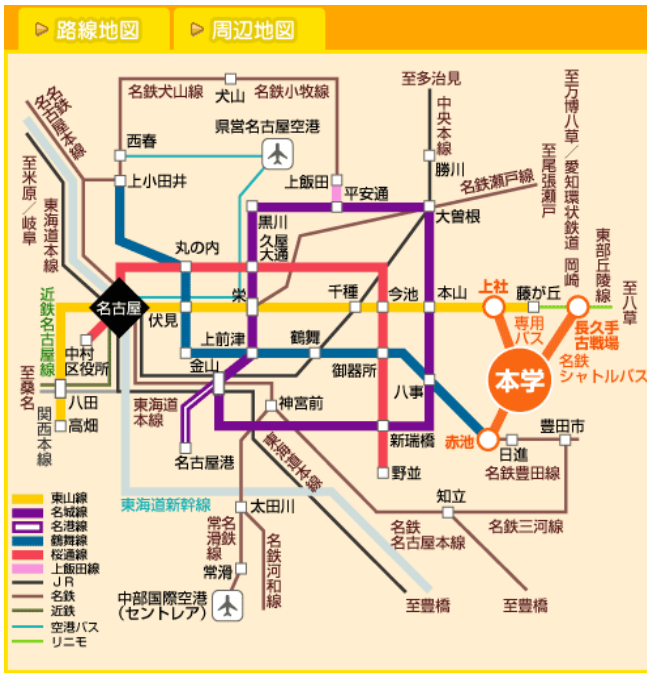 路線地図
周辺地図
名鉄犬山線
犬山
名鉄小牧線
至多治見
中央本線
至万博八草／愛知環状鉄道 岡崎
至尾張瀬戸
名鉄
名古屋本線
西春
県営名古屋空港
勝川
名鉄瀬戸線
上小田井
上飯田
平安通
大曽根
至米原／岐阜
東海道本線
黒川
久屋
大通
丸の内
東部丘陵線
至八草
近鉄名古屋線
名古屋
伏見
栄
千種
今池
本山
上社
藤が丘
長久手
古戦場
専用
バス
名鉄
シャトルバス
本学
中村
区役所
上前津
鶴舞
金山
御器所
八事
至桑名
関西本線
八田
高畑
東海道
本線
神宮前
新瑞橋
赤池
日進
豊田市
名鉄豊田線
名古屋港
東海道本線
野並
東海道新幹線
太田川
知立
名鉄
名古屋本線
名鉄三河線
名鉄
常滑線
名鉄河和線
常滑
中部国際空港
（セントレア）
至豊橋
至豊橋
東山線
名城線
名港線
鶴舞線
桜通線
上飯田線
ＪＲ
名鉄
近鉄
空港バス
リニモ